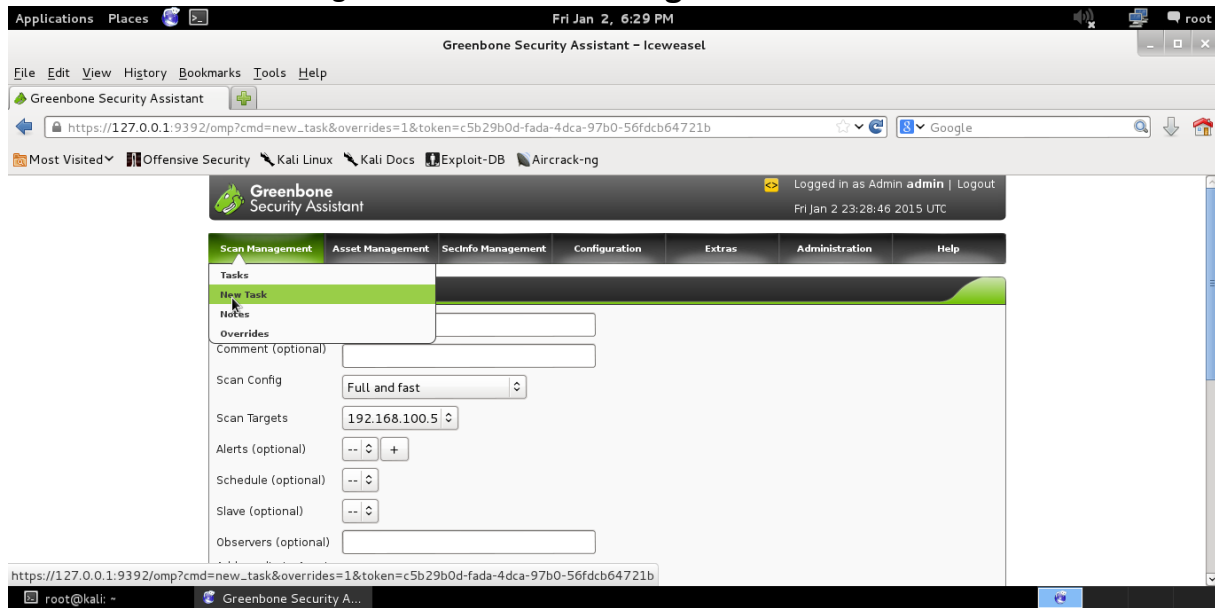 Applications Places Fri Jan 2, 6:29 PM root
Greenbone Security Assistant - Iceweasel
File Edit View History Bookmarks Tools Help
Greenbone Security Assistant
https://127.0.0.1:9392/omp?cmd=new_task&overrides=1&token=c5b29b0d-fada-4dca-97b0-56fdcb64721b Google
Most Visited Offensive Security Kali Linux Kali Docs Exploit-DB Aircrack-ng
Greenbone
Security Assistant
Logged in as Admin admin | Logout
Fri Jan 2 23:28:46 2015 UTC
Scan Management Asset Management SecInfo Management Configuration Extras Administration Help
Tasks
New Task
Notes
Overrides
Comment (optional)
Scan Config Full and fast
Scan Targets 192.168.100.5
Alerts (optional) -- +
Schedule (optional) --
Slave (optional) --
Observers (optional)
https://127.0.0.1:9392/omp?cmd=new_task&overrides=1&token=c5b29b0d-fada-4dca-97b0-56fdcb64721b
root@kali: ~ Greenbone Security A...